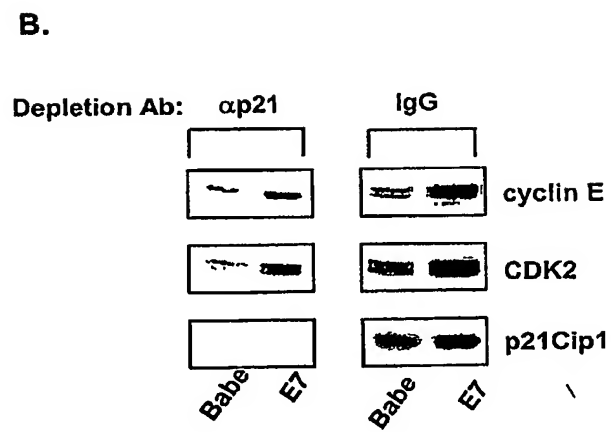 B.
Depletion Ab: αp21 IgG
cyclin E
CDK2
p21Cip1
Babe E7 Babe E7